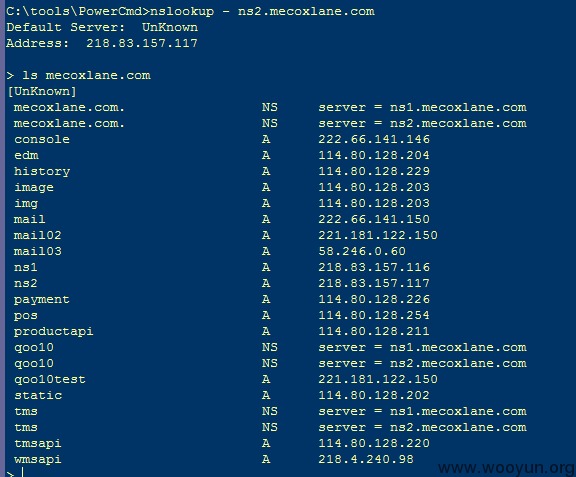 C:\tools\PowerCmd>nslookup - ns2.mecoxlane.com
Default Server:  UnKnown
Address:  218.83.157.117
> ls mecoxlane.com
[UnKnown]
mecoxlane.com. NS server = ns1.mecoxlane.com
mecoxlane.com. NS server = ns2.mecoxlane.com
console A 222.66.141.146
edm A 114.80.128.204
history A 114.80.128.229
image A 114.80.128.203
img A 114.80.128.203
mail A 222.66.141.150
mail02 A 221.181.122.150
mail03 A 58.246.0.60
ns1 A 218.83.157.116
ns2 A 218.83.157.117
payment A 114.80.128.226
pos A 114.80.128.254
productapi A 114.80.128.211
qoo10 NS server = ns1.mecoxlane.com
qoo10 NS server = ns2.mecoxlane.com
qoo10test A 221.181.122.150
static A 114.80.128.202
tms NS server = ns1.mecoxlane.com
tms NS server = ns2.mecoxlane.com
tmsapi A 114.80.128.220
wmsapi A 218.4.240.98
>
www.wooyun.org